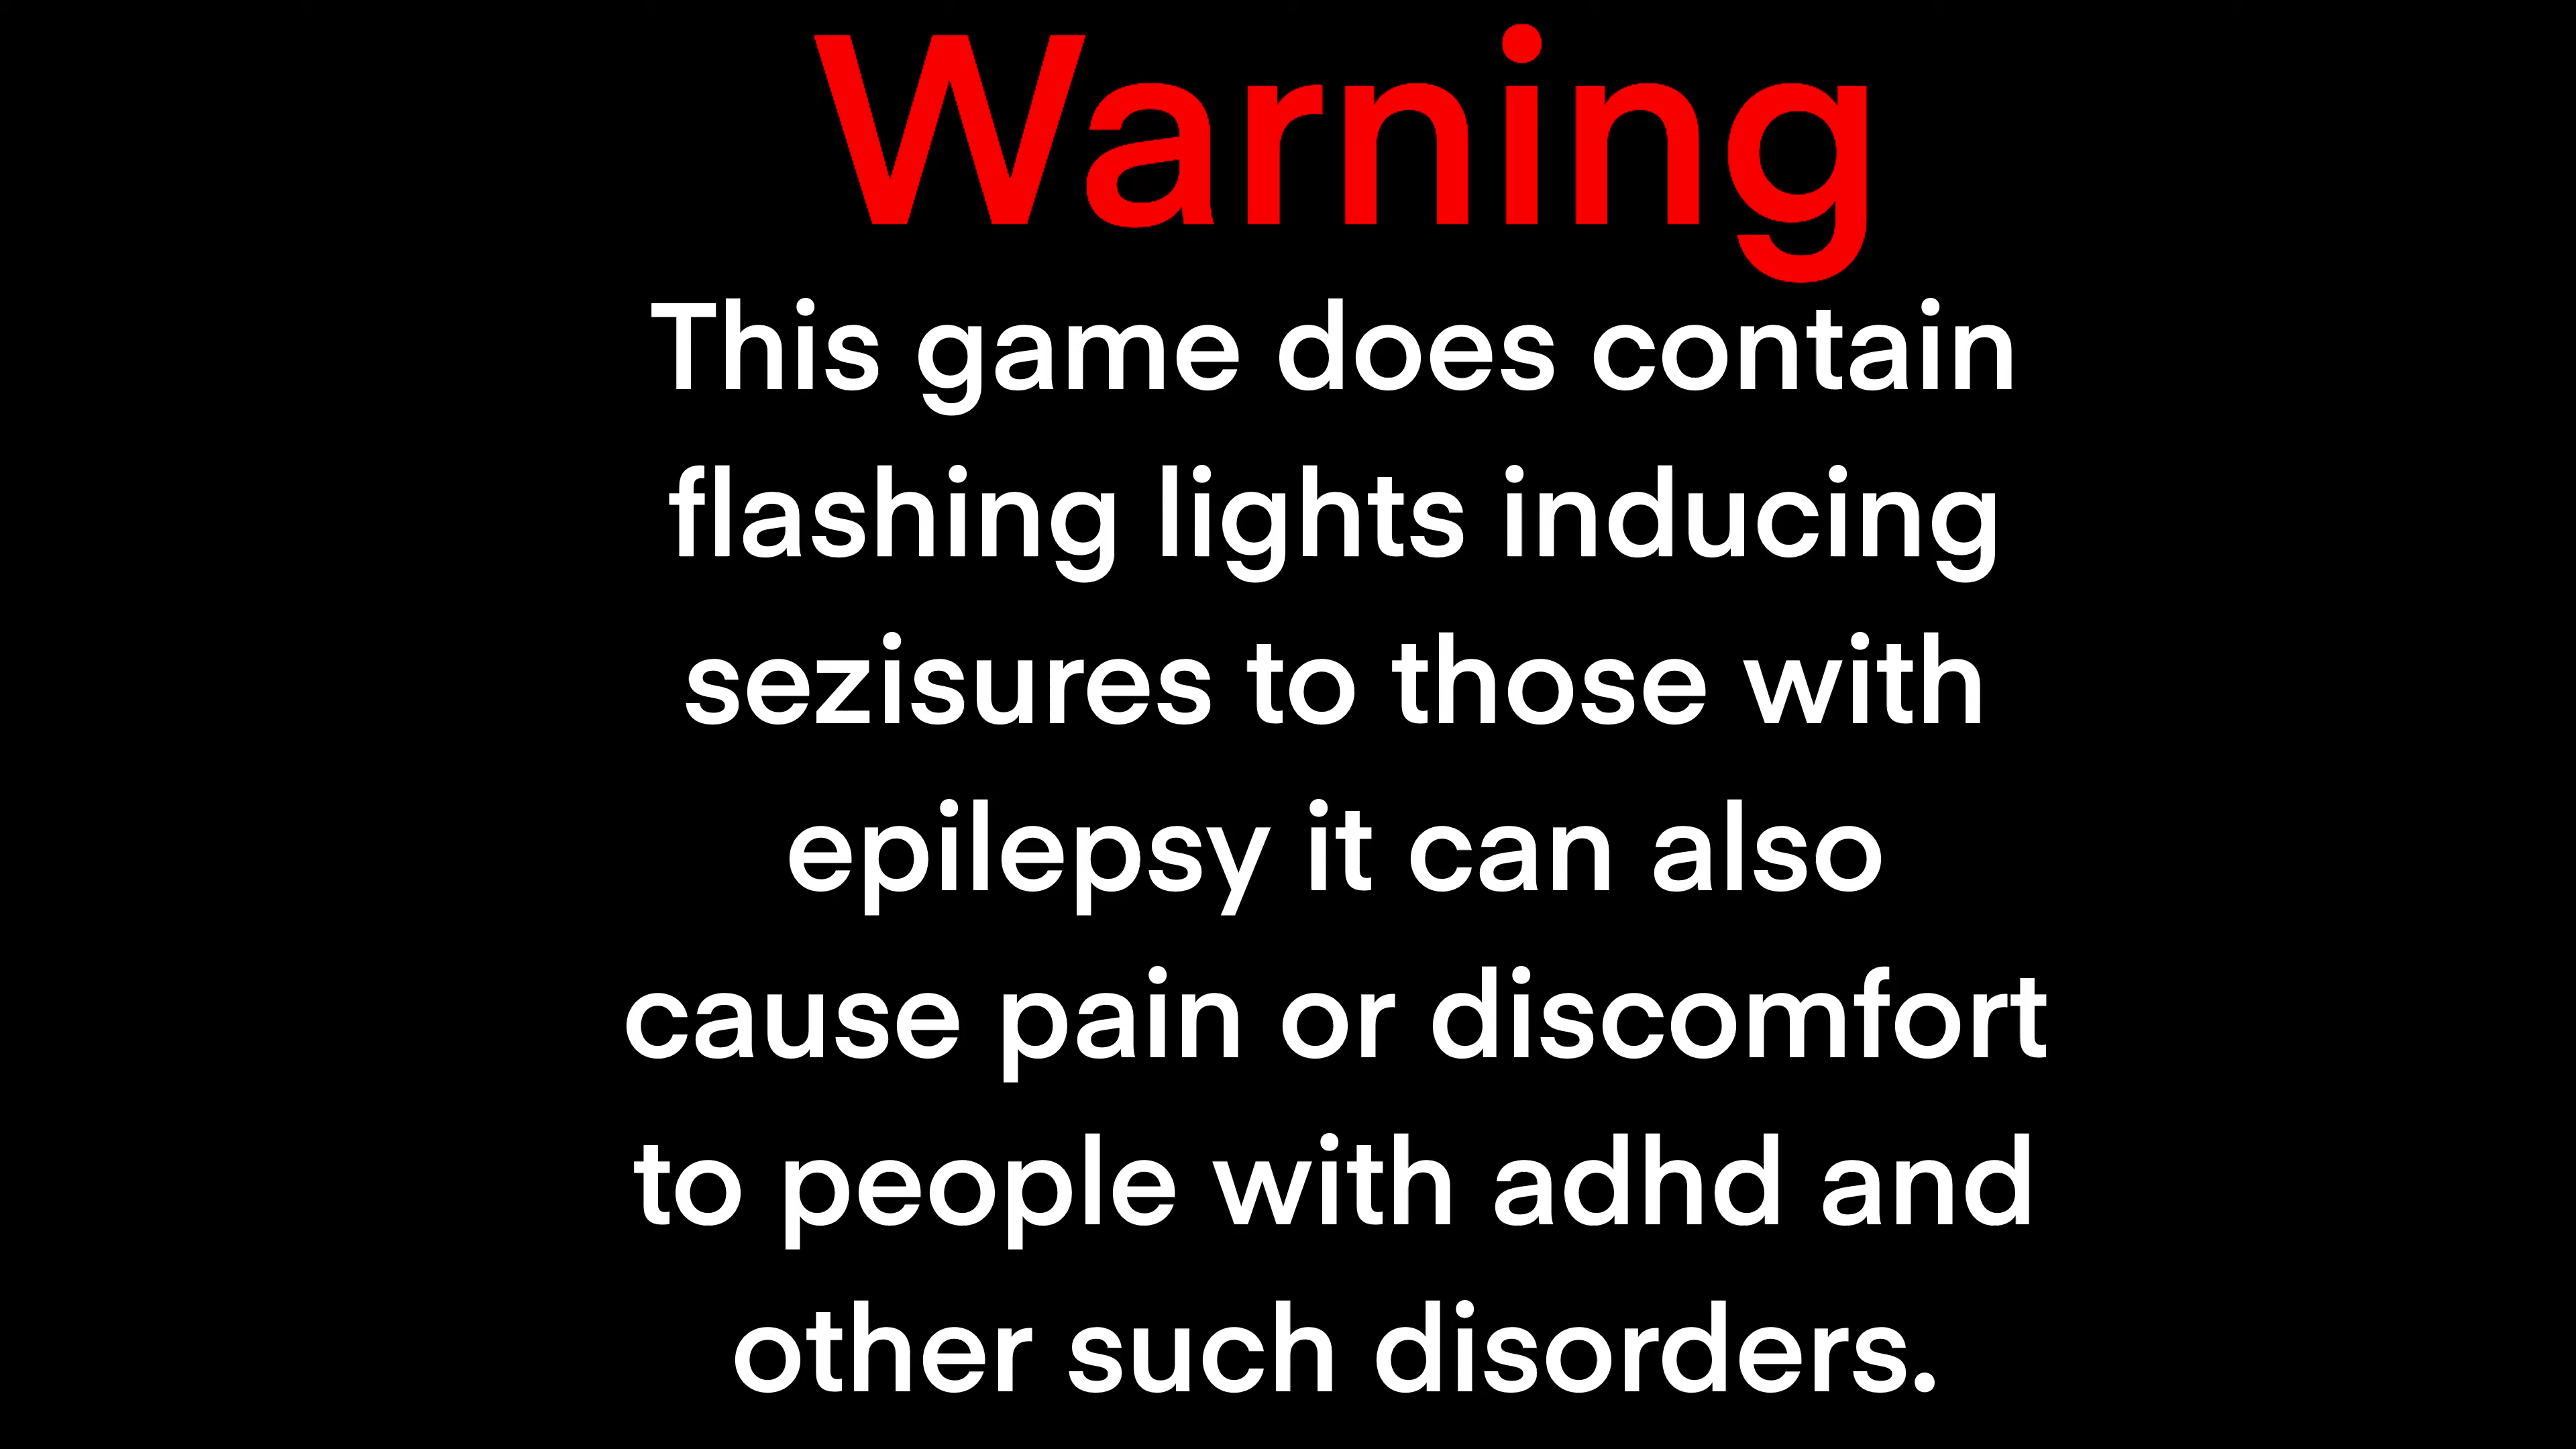 Warning
This game does contain
flashing lights inducing
sezisures to those with
epilepsy it can also
cause pain or discomfort
to people with adhd and
other such disorders.